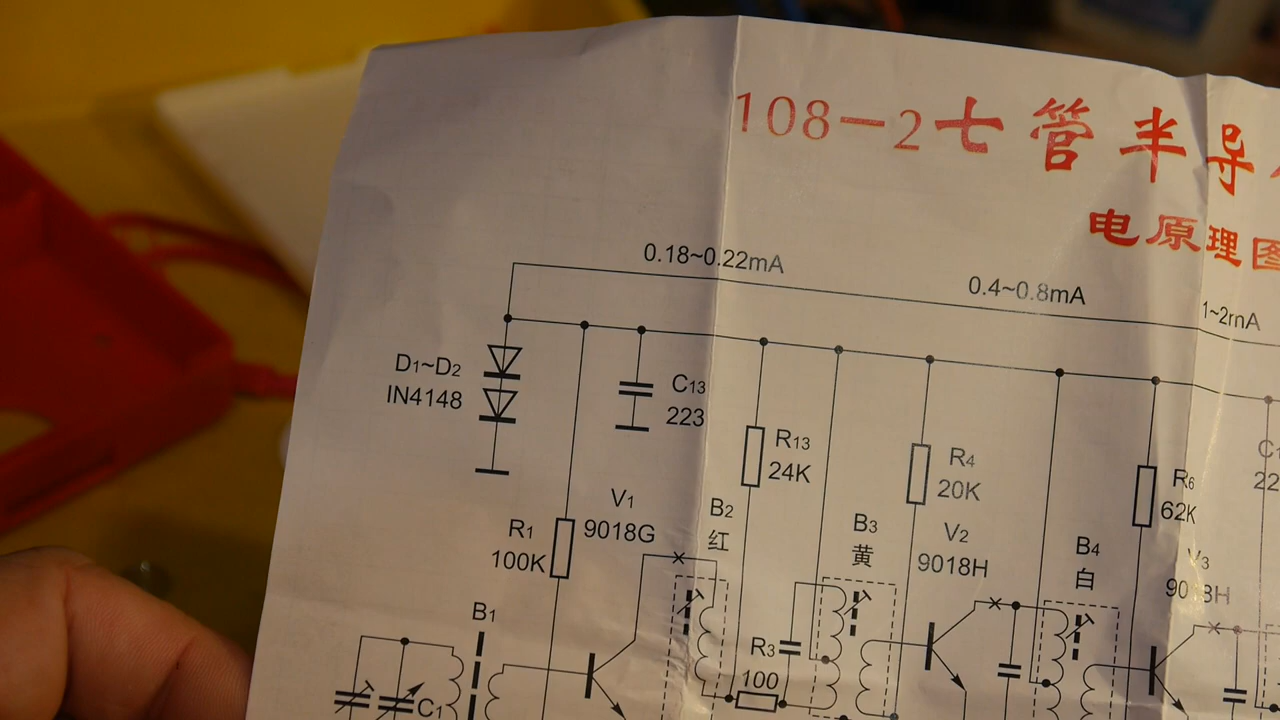 108-2七管半导
电原理图
0.18~0.22mA
0.4~0.8mA
1~2mA
D1~D2
IN4148
C13
223
R13
24K
R4
20K
R6
62K
V1
9018G
R1
100K
B2
红
B3
黄
V2
9018H
B4
白
V3
9018H
B1
R3
100
C1